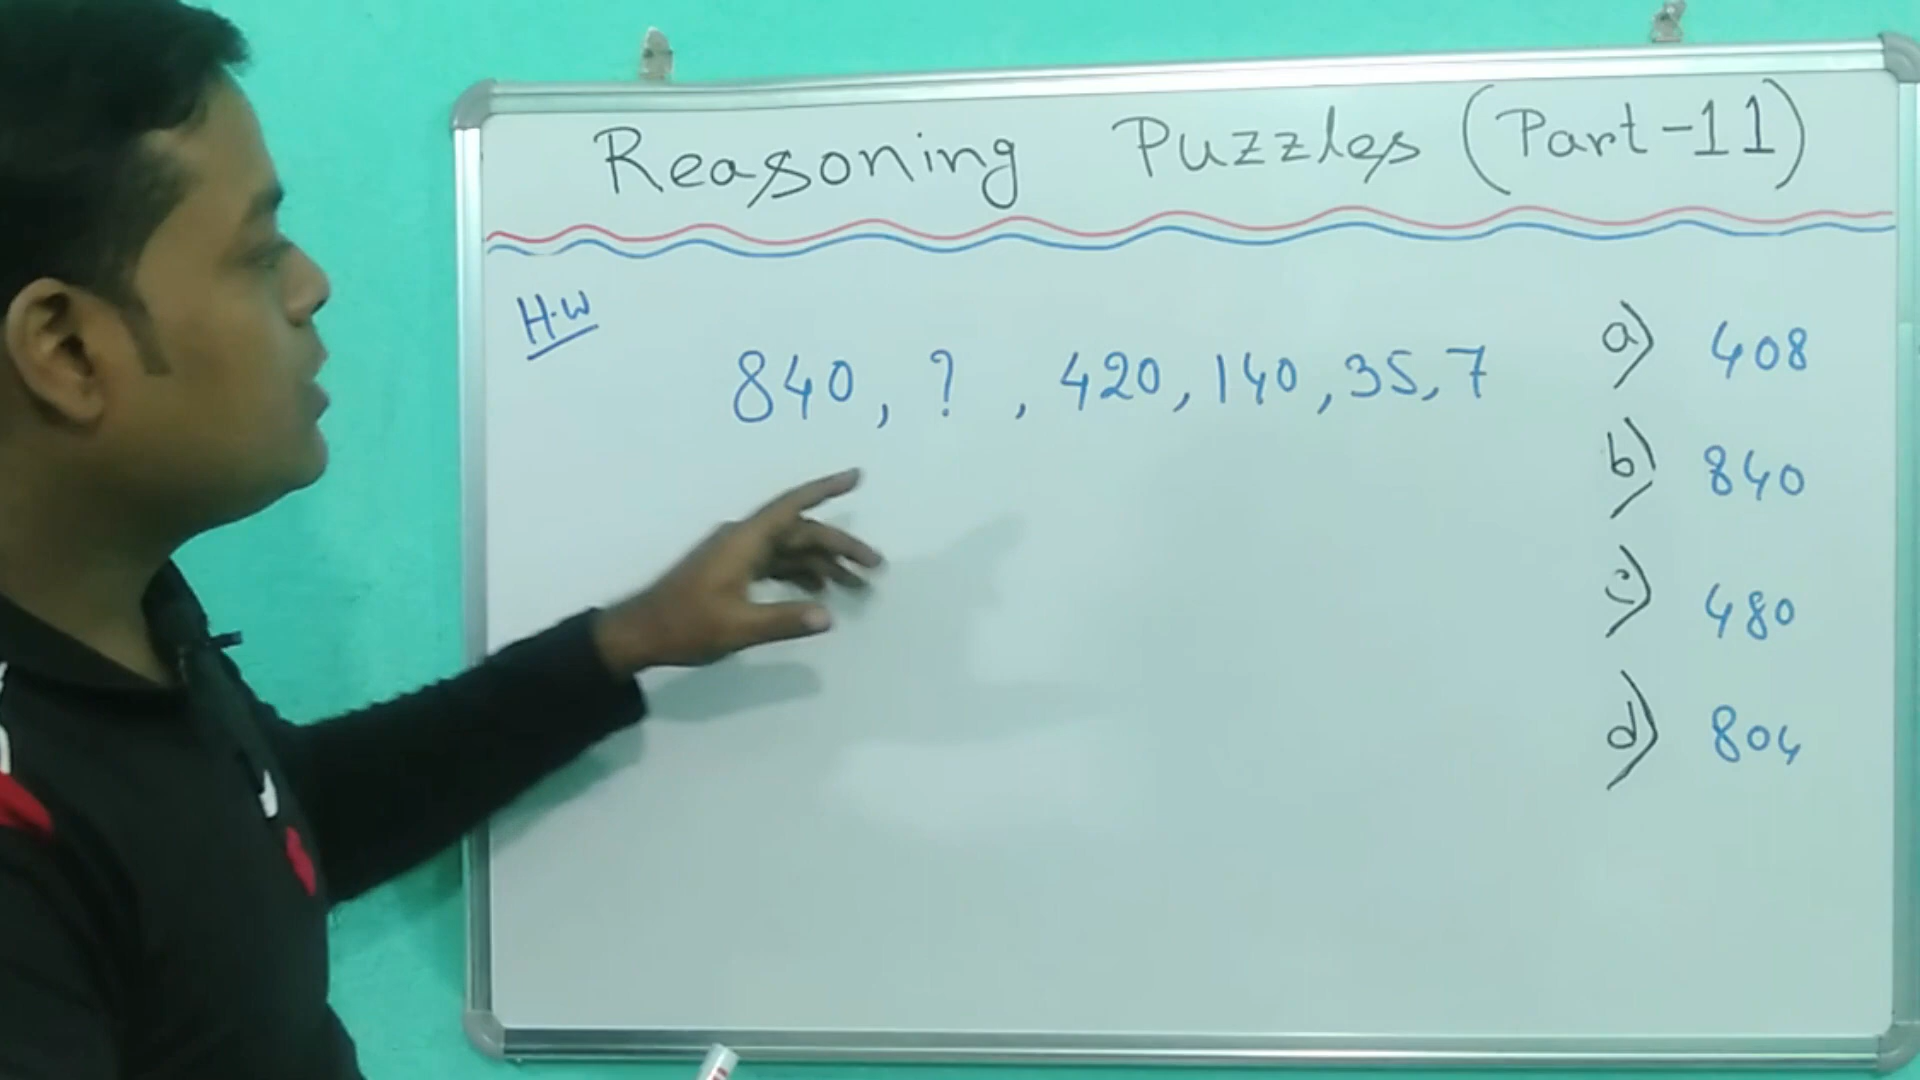 Reasoning Puzzles (Part-11)
H.W
840, ?, 420, 140, 35, 7
a) 408
b) 840
c) 480
d) 804